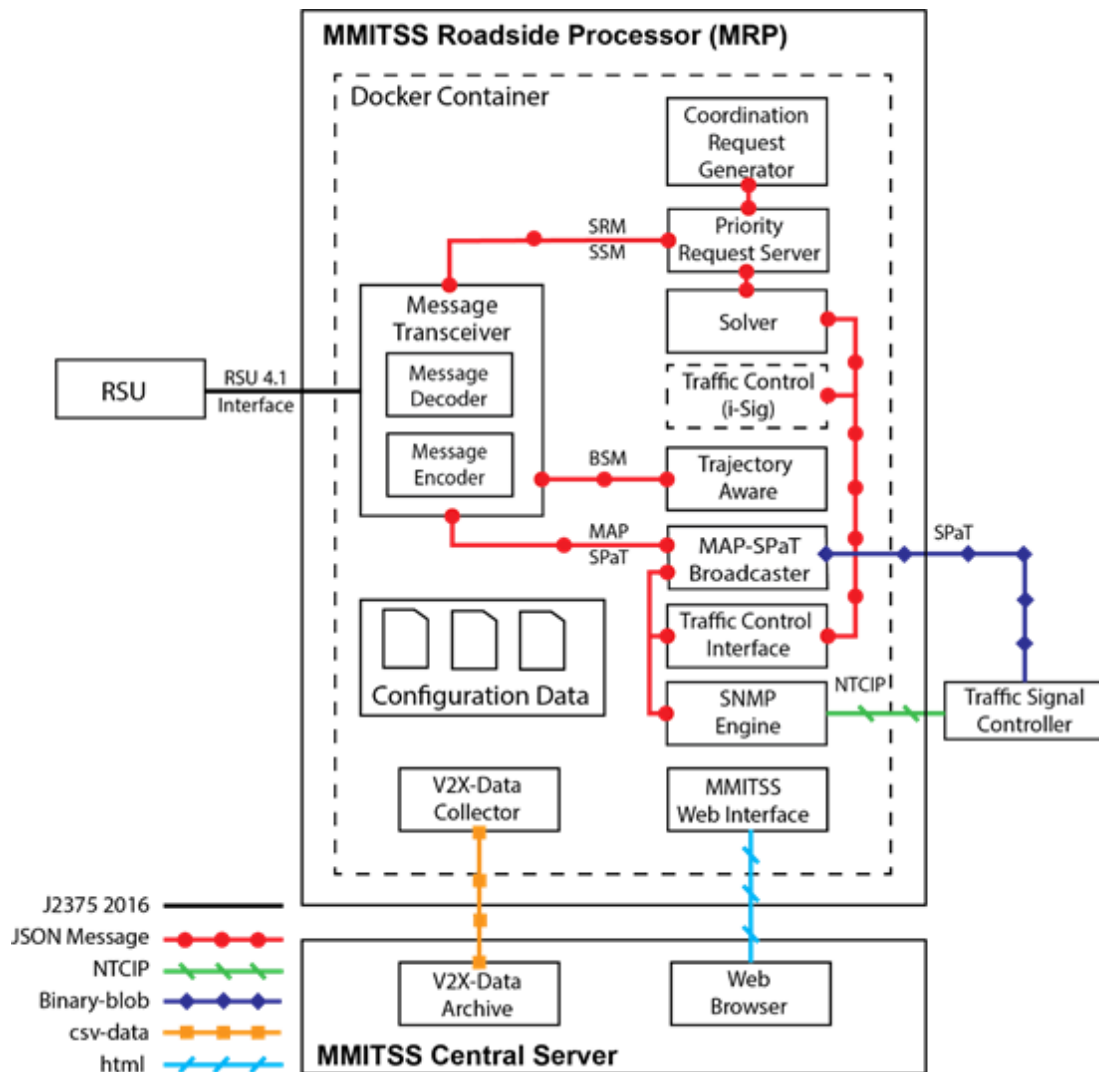 MMITSS Roadside Processor (MRP)
Docker Container
Coordination
Request
Generator
SRM
SSM
Priority
Request Server
Message
Transceiver
Solver
RSU
RSU 4.1
Interface
Message
Decoder
Traffic Control
(i-Sig)
Message
Encoder
BSM
Trajectory
Aware
MAP
SPaT
MAP-SPaT
Broadcaster
SPaT
Traffic Control
Interface
Configuration Data
SNMP
Engine
NTCIP
Traffic Signal
Controller
V2X-Data
Collector
MMITSS
Web Interface
J2375 2016
JSON Message
NTCIP
Binary-blob
csv-data
html
V2X-Data
Archive
Web
Browser
MMITSS Central Server